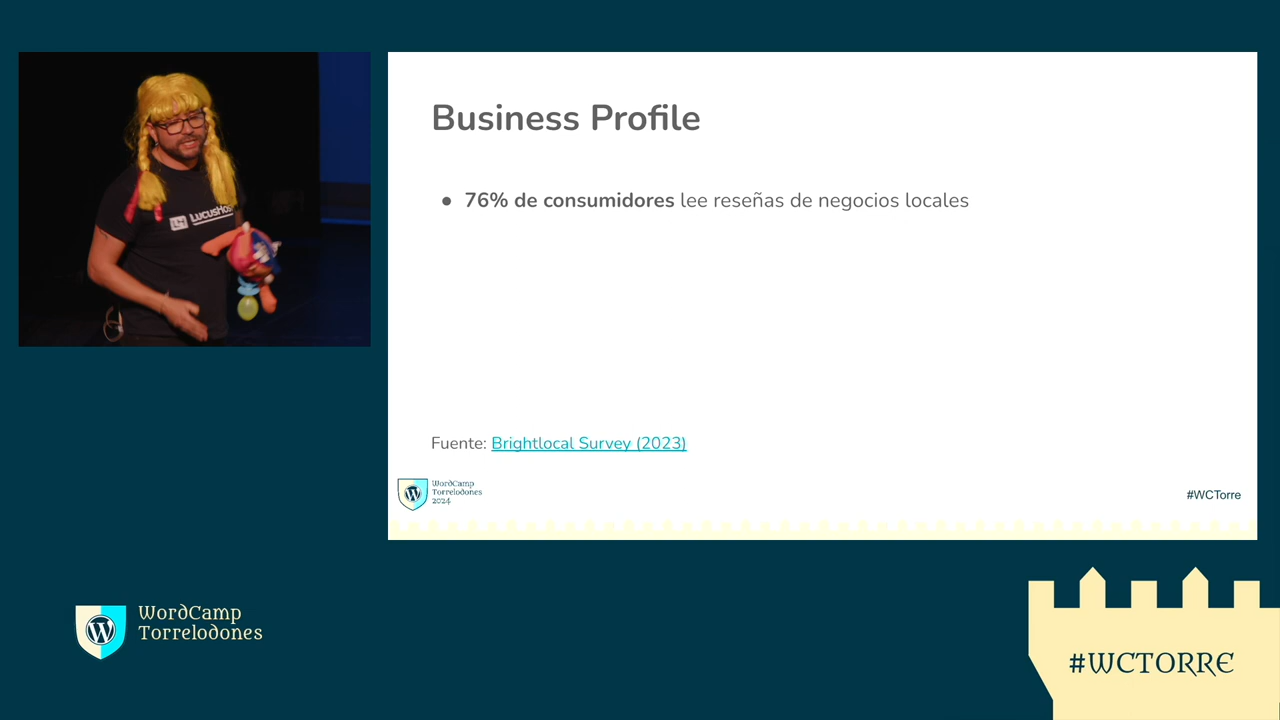 Business Profile
● 76% de consumidores lee reseñas de negocios locales
Fuente: Brightlocal Survey (2023)
WordCamp
Torrelodones
2024
#WCTorre
LUCUSHOST
WordCamp
Torrelodones
#WCTORRE